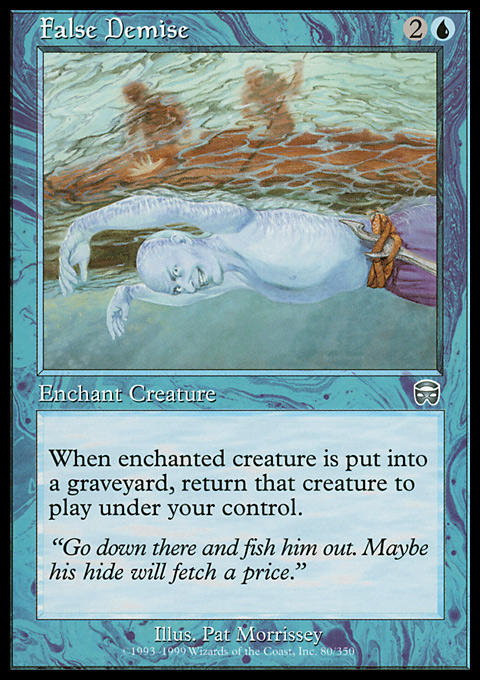 False Demise 2
Enchant Creature
When enchanted creature is put into
a graveyard, return that creature to
play under your control.
“Go down there and fish him out. Maybe
his hide will fetch a price.”
Illus. Pat Morrissey
©1993-1999 Wizards of the Coast, Inc. 80/350